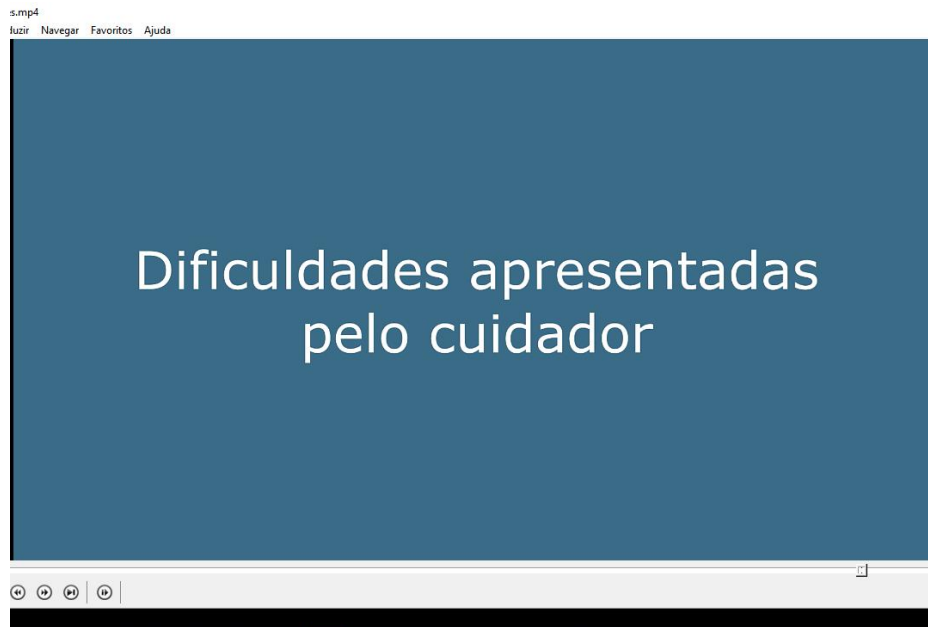 s.mp4
duzir Navegar Favoritos Ajuda
Dificuldades apresentadas
pelo cuidador